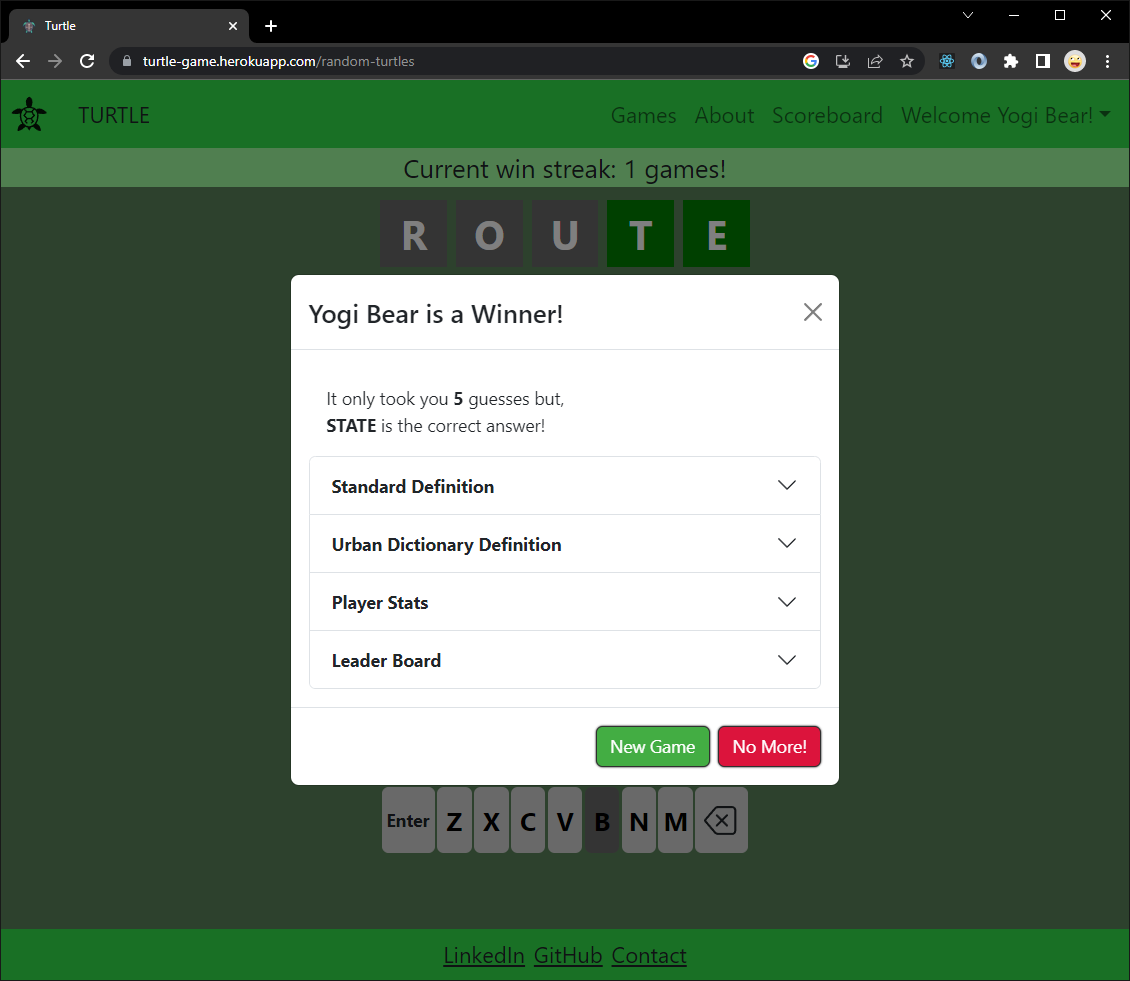 Turtle
turtle-game.herokuapp.com/random-turtles
TURTLE Games About Scoreboard Welcome Yogi Bear!
Current win streak: 1 games!
R O U T E
Yogi Bear is a Winner!
It only took you 5 guesses but,
STATE is the correct answer!
Standard Definition
Urban Dictionary Definition
Player Stats
Leader Board
New Game No More!
Enter Z X C V B N M
LinkedIn GitHub Contact